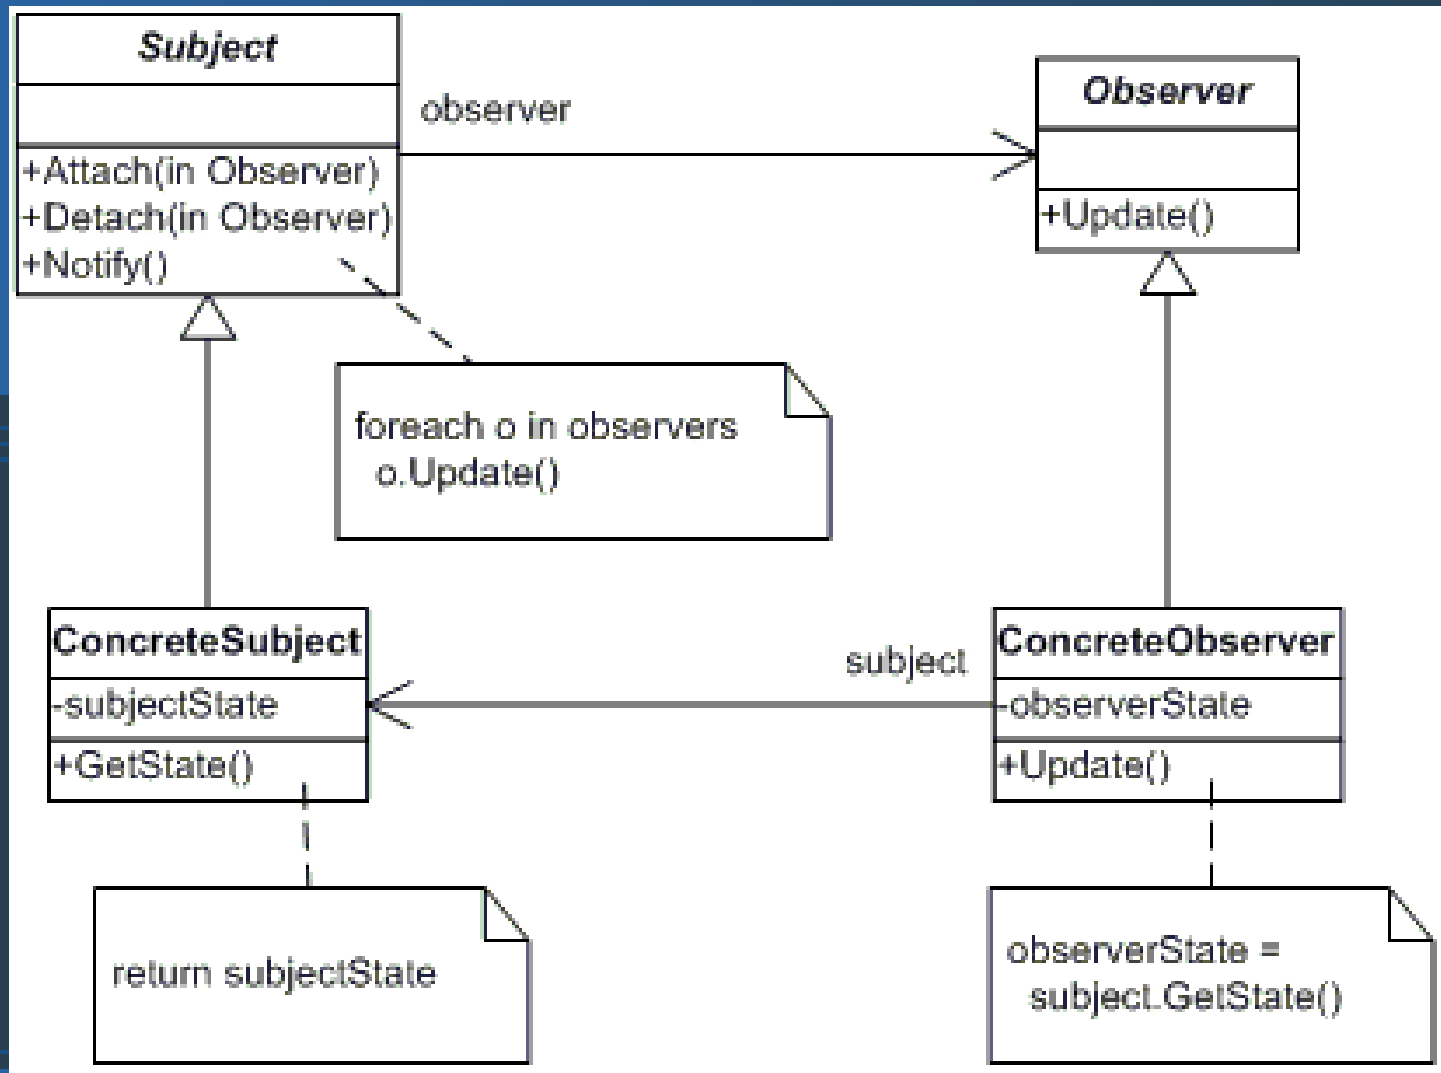 Subject
+Attach(in Observer)
+Detach(in Observer)
+Notify()
observer
Observer
+Update()
foreach o in observers
o.Update()
ConcreteSubject
-subjectState
+GetState()
subject
ConcreteObserver
-observerState
+Update()
return subjectState
observerState =
subject.GetState()